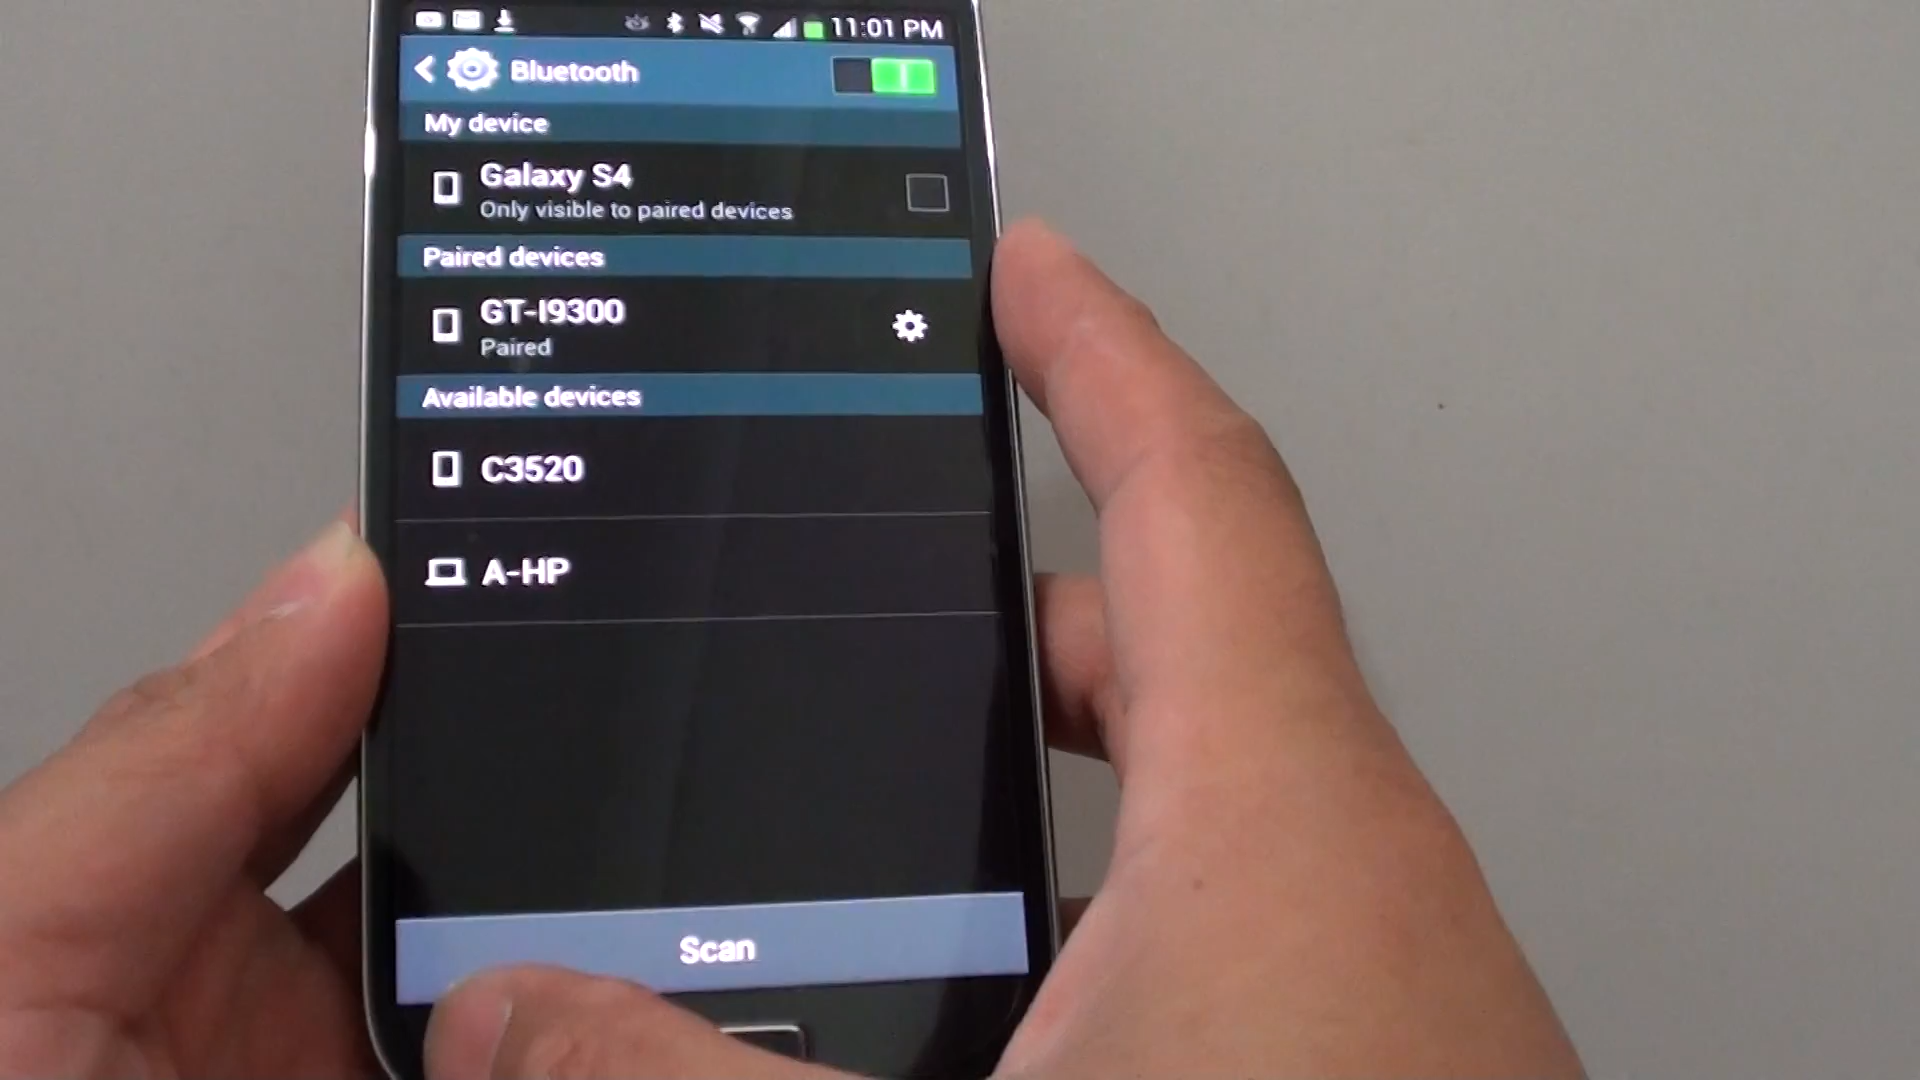 11:01 PM
Bluetooth
My device
Galaxy S4
Only visible to paired devices
Paired devices
GT-I9300
Paired
Available devices
C3520
A-HP
Scan